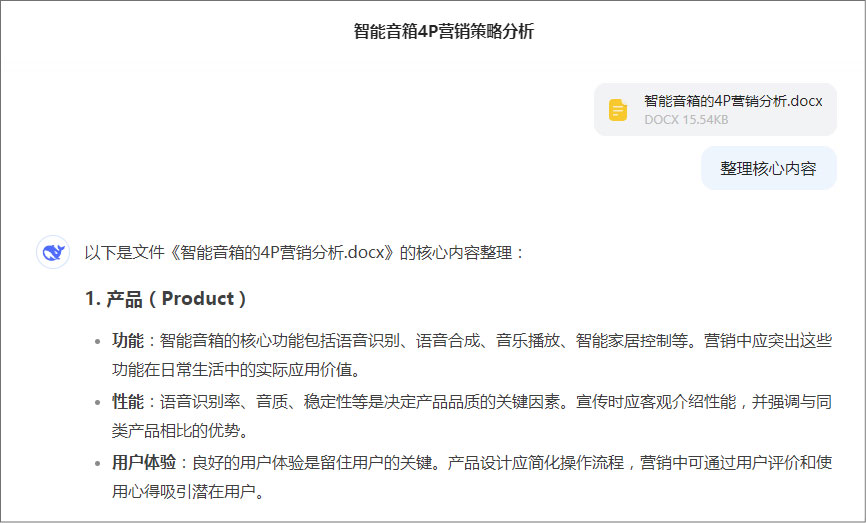 智能音箱4P营销策略分析
智能音箱的4P营销分析.docx
DOCX 15.54KB
整理核心内容
以下是文件《智能音箱的4P营销分析.docx》的核心内容整理：
1. 产品（Product）
• 功能：智能音箱的核心功能包括语音识别、语音合成、音乐播放、智能家居控制等。营销中应突出这些
功能在日常生活中的实际应用价值。
• 性能：语音识别率、音质、稳定性等是决定产品品质的关键因素。宣传时应客观介绍性能，并强调与同
类产品相比的优势。
• 用户体验：良好的用户体验是留住用户的关键。产品设计应简化操作流程，营销中可通过用户评价和使
用心得吸引潜在用户。